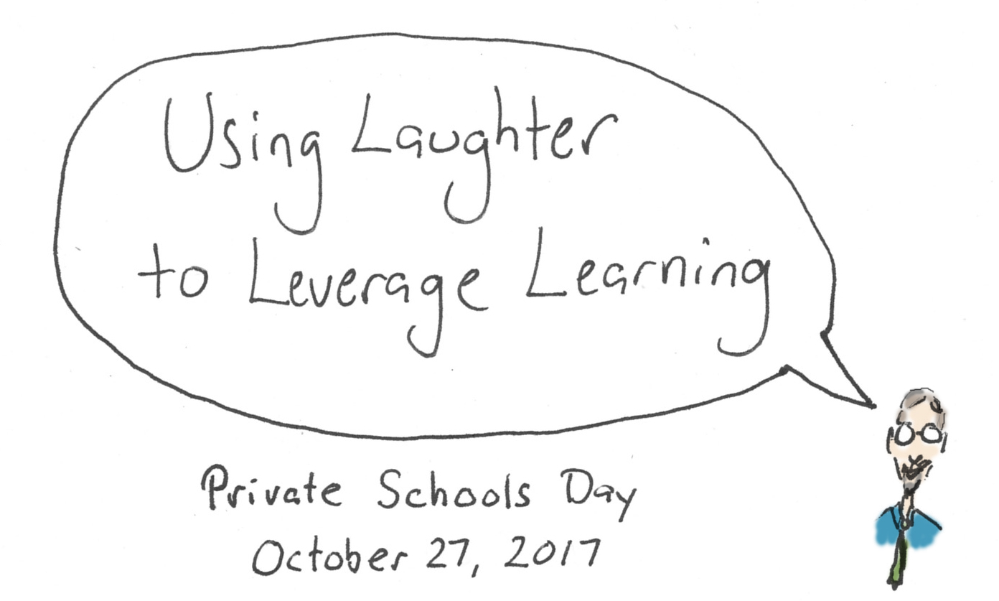 Using Laughter
to Leverage Learning
Private Schools Day
October 27, 2017